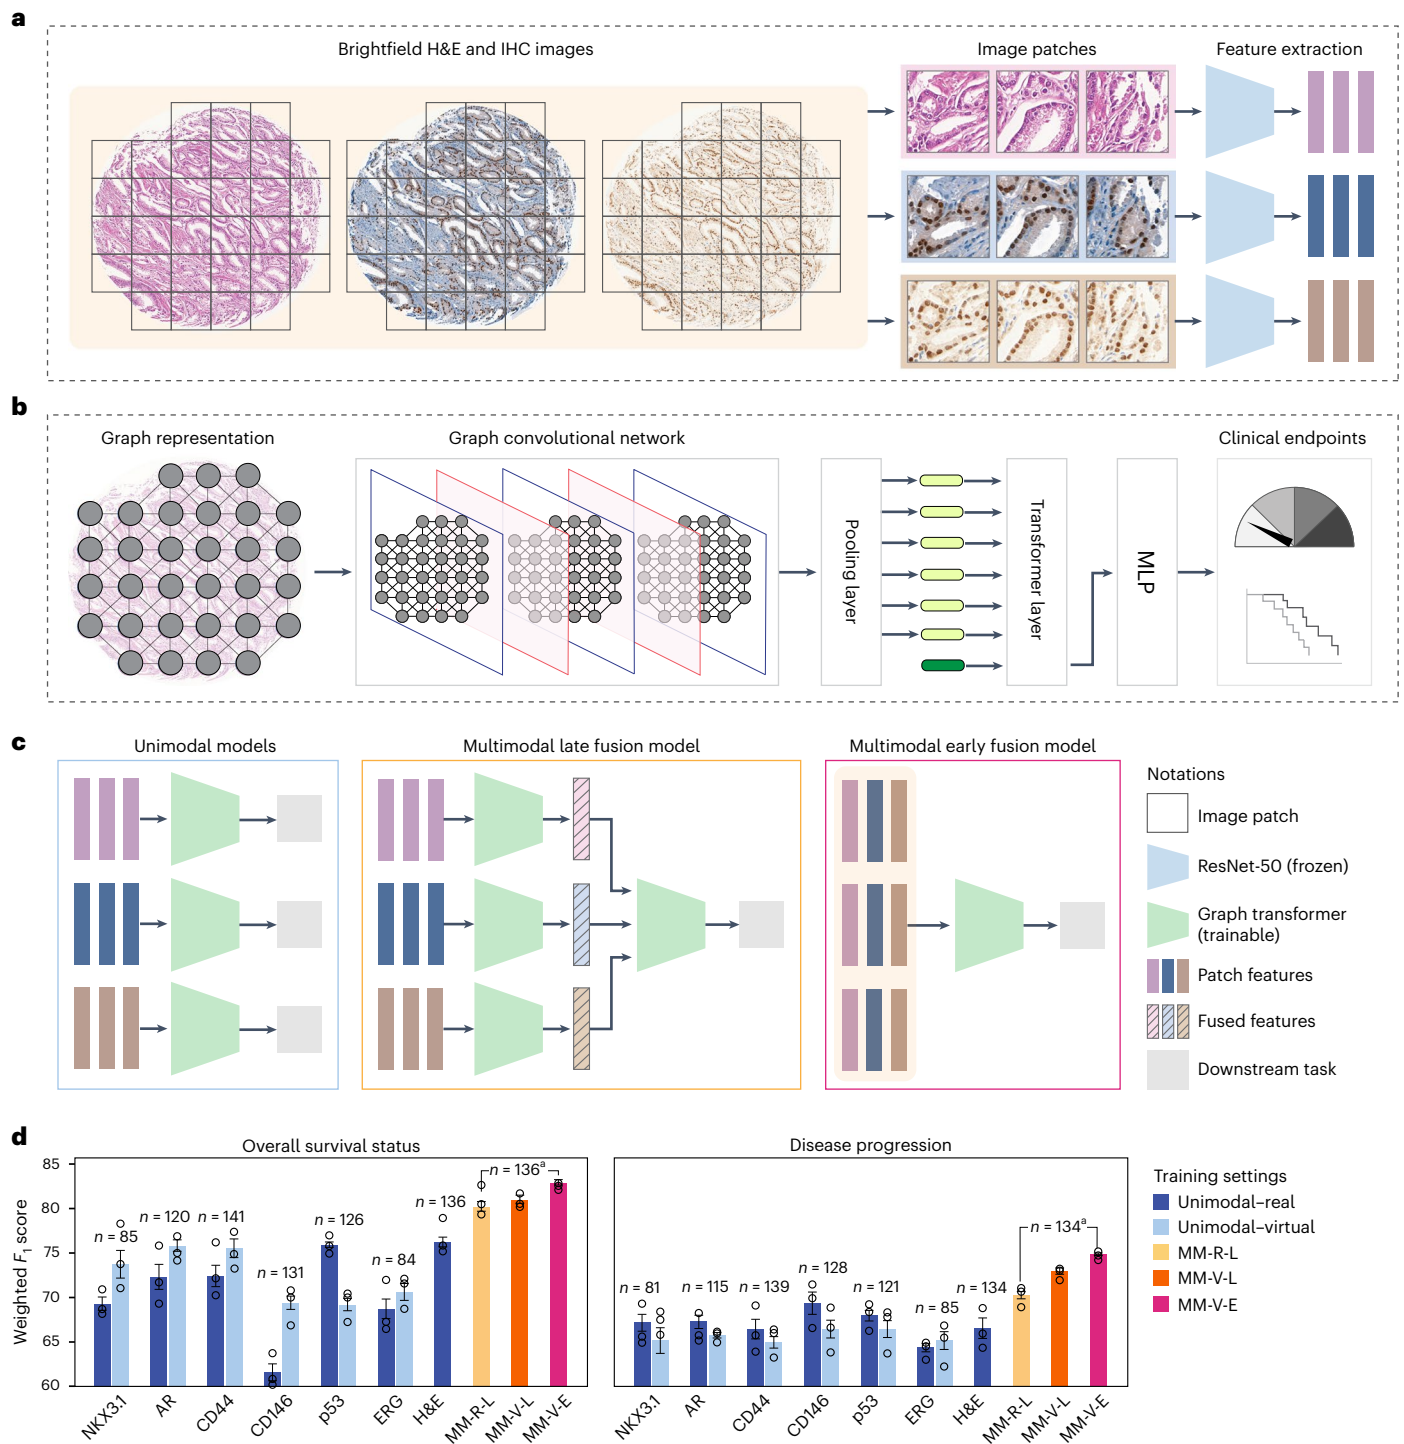 a
Brightfield H&E and IHC images
Image patches
Feature extraction
b
Graph representation
Graph convolutional network
Clinical endpoints
Pooling layer
Transformer layer
MLP
c
Unimodal models
Multimodal late fusion model
Multimodal early fusion model
Notations
Image patch
ResNet-50 (frozen)
Graph transformer
(trainable)
Patch features
Fused features
Downstream task
d
Overall survival status
Disease progression
Weighted F1 score
85
80
75
70
65
60
n = 85
n = 120
n = 141
n = 131
n = 126
n = 84
n = 136
n = 136a
NKX3.1
AR
CD44
CD146
p53
ERG
H&E
MM-R-L
MM-V-L
MM-V-E
n = 81
n = 115
n = 139
n = 128
n = 121
n = 85
n = 134
n = 134a
NKX3.1
AR
CD44
CD146
p53
ERG
H&E
MM-R-L
MM-V-L
MM-V-E
Training settings
Unimodal–real
Unimodal–virtual
MM-R-L
MM-V-L
MM-V-E